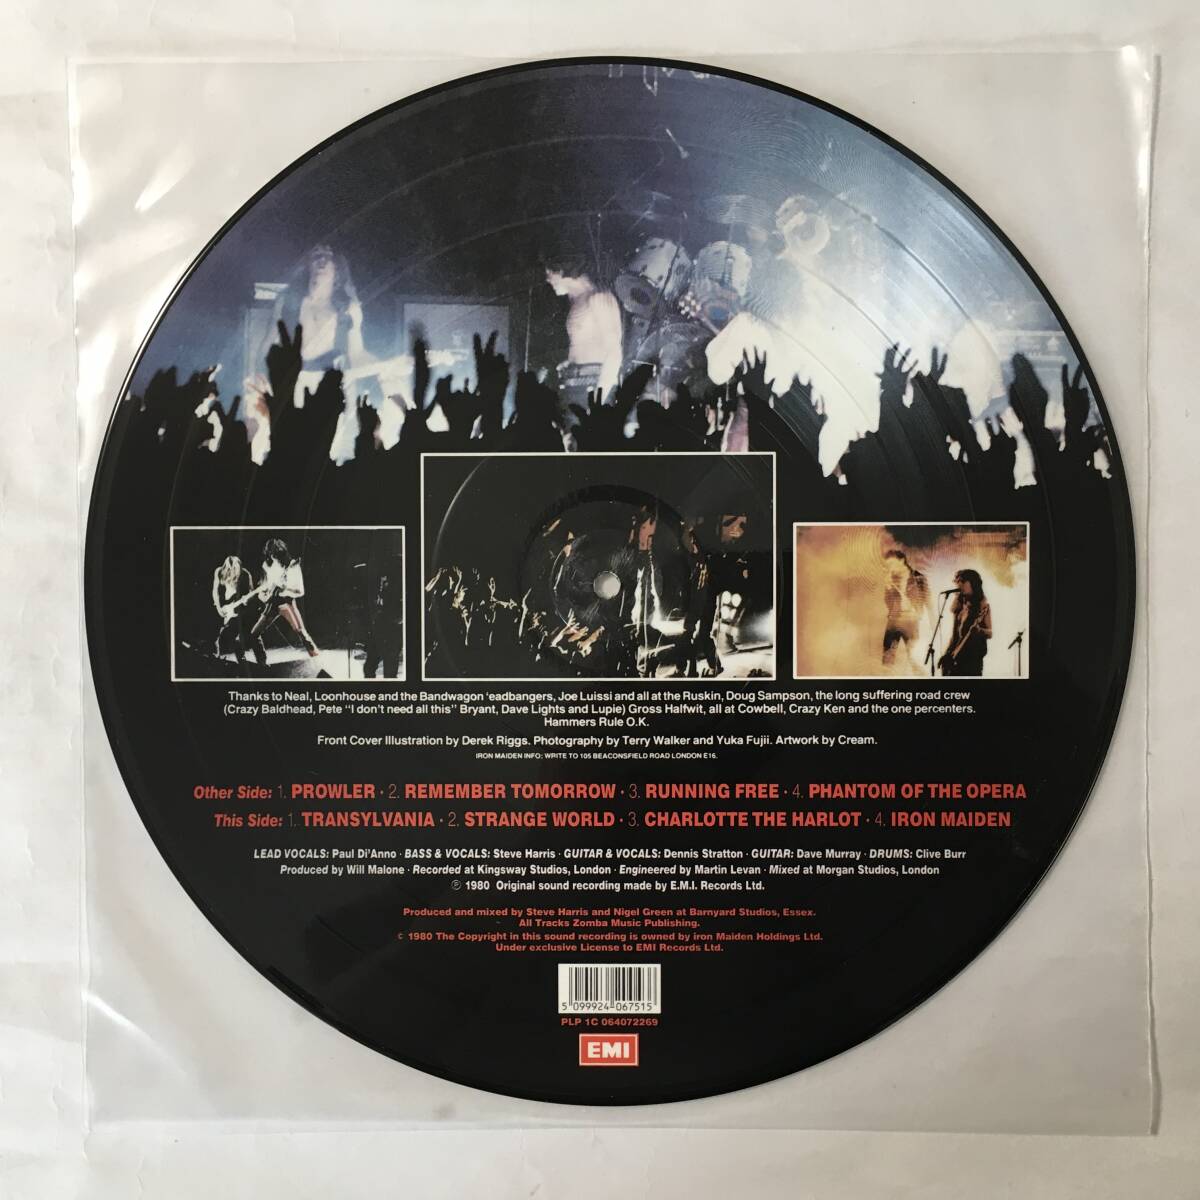 Thanks to Neal, Loonhouse and the Bandwagon 'eadbangers, Joe Luissi and all at the Ruskin, Doug Sampson, the long suffering road crew
(Crazy Baldhead, Pete "I don't need all this" Bryant, Dave Lights and Lupie) Gross Halfwit, all at Cowbell, Crazy Ken and the one percenters.
Hammers Rule O.K.
Front Cover Illustration by Derek Riggs. Photography by Terry Walker and Yuka Fujii. Artwork by Cream.
IRON MAIDEN INFO: WRITE TO 105 BEACONSFIELD ROAD LONDON E16.
Other Side: 1. PROWLER · 2. REMEMBER TOMORROW · 3. RUNNING FREE · 4. PHANTOM OF THE OPERA
This Side: 1. TRANSYLVANIA · 2. STRANGE WORLD · 3. CHARLOTTE THE HARLOT · 4. IRON MAIDEN
LEAD VOCALS: Paul Di'Anno · BASS & VOCALS: Steve Harris · GUITAR & VOCALS: Dennis Stratton · GUITAR: Dave Murray · DRUMS: Clive Burr
Produced by Will Malone · Recorded at Kingsway Studios, London · Engineered by Martin Levan · Mixed at Morgan Studios, London
℗ 1980 Original sound recording made by E.M.I. Records Ltd.
Produced and mixed by Steve Harris and Nigel Green at Barnyard Studios, Essex.
All Tracks Zomba Music Publishing.
© 1980 The Copyright in this sound recording is owned by iron Maiden Holdings Ltd.
Under exclusive License to EMI Records Ltd.
5 099924 067515
PLP 1C 064072269
EMI